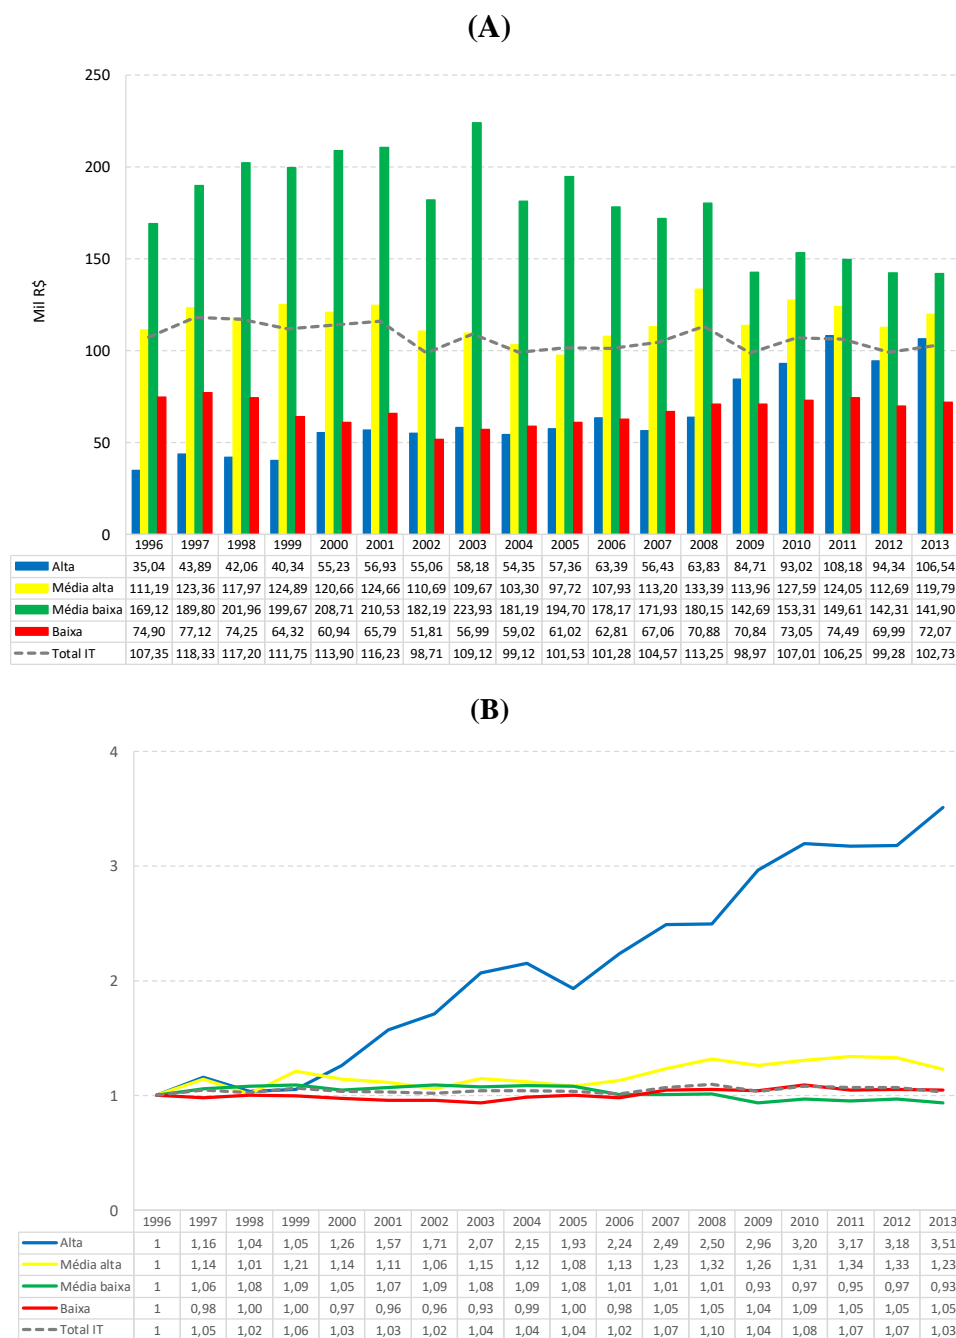 (A)
250
200
150
100
50
0
Mil R$
1996 1997 1998 1999 2000 2001 2002 2003 2004 2005 2006 2007 2008 2009 2010 2011 2012 2013
Alta 35,04 43,89 42,06 40,34 55,23 56,93 55,06 58,18 54,35 57,36 63,39 56,43 63,83 84,71 93,02 108,18 94,34 106,54
Média alta 111,19 123,36 117,97 124,89 120,66 124,66 110,69 109,67 103,30 97,72 107,93 113,20 133,39 113,96 127,59 124,05 112,69 119,79
Média baixa 169,12 189,80 201,96 199,67 208,71 210,53 182,19 223,93 181,19 194,70 178,17 171,93 180,15 142,69 153,31 149,61 142,31 141,90
Baixa 74,90 77,12 74,25 64,32 60,94 65,79 51,81 56,99 59,02 61,02 62,81 67,06 70,88 70,84 73,05 74,49 69,99 72,07
Total IT 107,35 118,33 117,20 111,75 113,90 116,23 98,71 109,12 99,12 101,53 101,28 104,57 113,25 98,97 107,01 106,25 99,28 102,73
(B)
4
3
2
1
0
1996 1997 1998 1999 2000 2001 2002 2003 2004 2005 2006 2007 2008 2009 2010 2011 2012 2013
Alta 1 1,16 1,04 1,05 1,26 1,57 1,71 2,07 2,15 1,93 2,24 2,49 2,50 2,96 3,20 3,17 3,18 3,51
Média alta 1 1,14 1,01 1,21 1,14 1,11 1,06 1,15 1,12 1,08 1,13 1,23 1,32 1,26 1,31 1,34 1,33 1,23
Média baixa 1 1,06 1,08 1,09 1,05 1,07 1,09 1,08 1,09 1,08 1,01 1,01 1,01 0,93 0,97 0,95 0,97 0,93
Baixa 1 0,98 1,00 1,00 0,97 0,96 0,96 0,93 0,99 1,00 0,98 1,05 1,05 1,04 1,09 1,05 1,05 1,05
Total IT 1 1,05 1,02 1,06 1,03 1,03 1,02 1,04 1,04 1,04 1,02 1,07 1,10 1,04 1,08 1,07 1,07 1,03